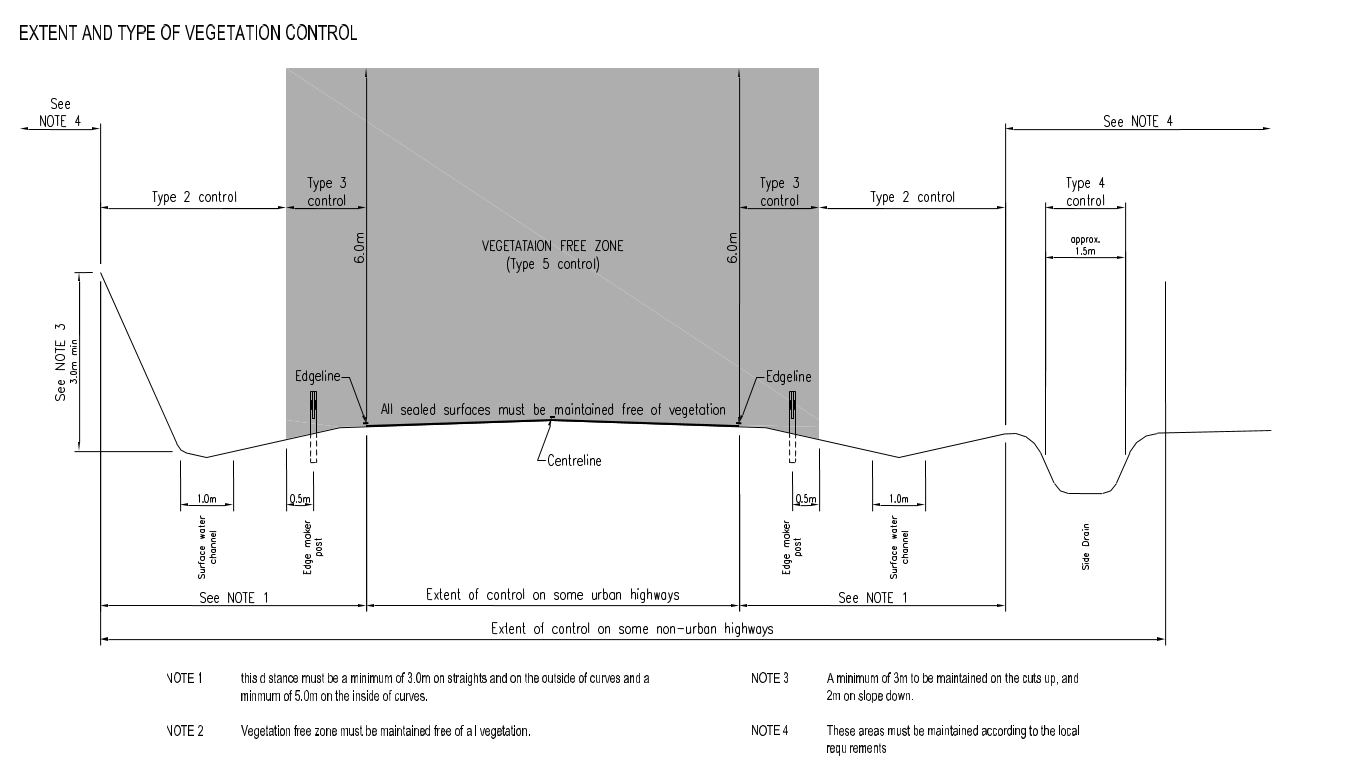 EXTENT AND TYPE OF VEGETATION CONTROL
See
NOTE 4
See NOTE 4
Type 2 control
Type 3
control
Type 3
control
Type 2 control
Type 4
control
approx.
1.5m
6.0m
6.0m
VEGETATAION FREE ZONE
(Type 5 control)
See NOTE 3
3.0m min
Edgeline
Edgeline
All sealed surfaces must be maintained free of vegetation
Centreline
1.0m
0.5m
0.5m
1.0m
Surface water
channel
Edge maker
post
Edge maker
post
Surface water
channel
Side Drain
See NOTE 1
Extent of control on some urban highways
See NOTE 1
Extent of control on some non-urban highways
NOTE 1 this d stance must be a minimum of 3.0m on straights and on the outside of curves and a
minmum of 5.0m on the inside of curves.
NOTE 2 Vegetation free zone must be maintained free of a l vegetation.
NOTE 3 A minimum of 3m to be maintained on the cuts up, and
2m on slope down.
NOTE 4 These areas must be maintained according to the local
requ rements